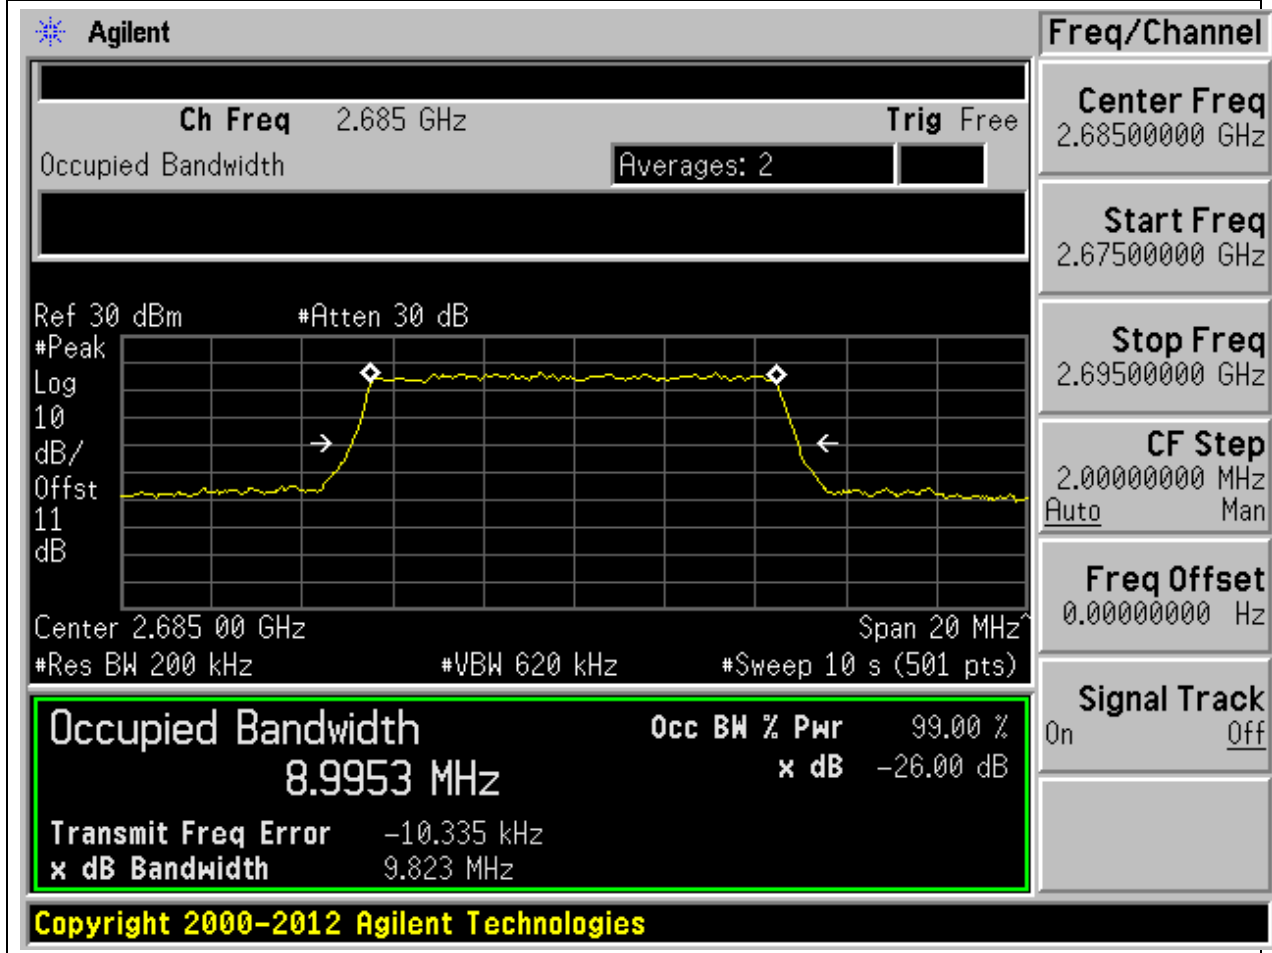 Agilent
Freq/Channel
Ch Freq 2.685 GHz Trig Free
Occupied Bandwidth Averages: 2
Center Freq
2.68500000 GHz
Start Freq
2.67500000 GHz
Stop Freq
2.69500000 GHz
CF Step
2.00000000 MHz
Auto Man
Freq Offset
0.00000000 Hz
Signal Track
On Off
Ref 30 dBm #Atten 30 dB
#Peak
Log
10
dB/
Offst
11
dB
Center 2.685 00 GHz Span 20 MHz^
#Res BW 200 kHz #VBW 620 kHz #Sweep 10 s (501 pts)
Occupied Bandwidth
8.9953 MHz
Occ BW % Pwr 99.00 %
x dB -26.00 dB
Transmit Freq Error -10.335 kHz
x dB Bandwidth 9.823 MHz
Copyright 2000-2012 Agilent Technologies